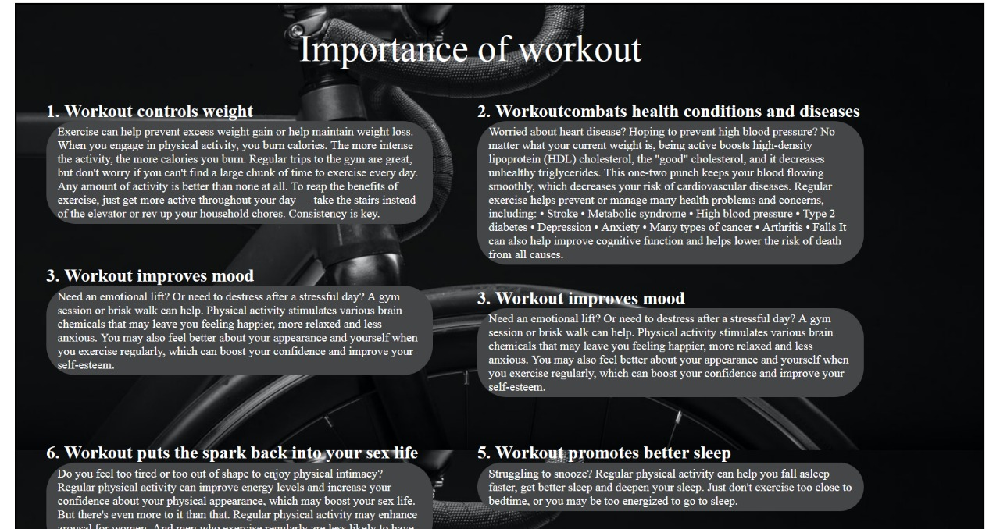 Importance of workout
1. Workout controls weight
Exercise can help prevent excess weight gain or help maintain weight loss.
When you engage in physical activity, you burn calories. The more intense
the activity, the more calories you burn. Regular trips to the gym are great,
but don't worry if you can't find a large chunk of time to exercise every day.
Any amount of activity is better than none at all. To reap the benefits of
exercise, just get more active throughout your day — take the stairs instead
of the elevator or rev up your household chores. Consistency is key.
2. Workoutcombats health conditions and diseases
Worried about heart disease? Hoping to prevent high blood pressure? No
matter what your current weight is, being active boosts high-density
lipoprotein (HDL) cholesterol, the "good" cholesterol, and it decreases
unhealthy triglycerides. This one-two punch keeps your blood flowing
smoothly, which decreases your risk of cardiovascular diseases. Regular
exercise helps prevent or manage many health problems and concerns,
including: • Stroke • Metabolic syndrome • High blood pressure • Type 2
diabetes • Depression • Anxiety • Many types of cancer • Arthritis • Falls It
can also help improve cognitive function and helps lower the risk of death
from all causes.
3. Workout improves mood
Need an emotional lift? Or need to destress after a stressful day? A gym
session or brisk walk can help. Physical activity stimulates various brain
chemicals that may leave you feeling happier, more relaxed and less
anxious. You may also feel better about your appearance and yourself when
you exercise regularly, which can boost your confidence and improve your
self-esteem.
3. Workout improves mood
Need an emotional lift? Or need to destress after a stressful day? A gym
session or brisk walk can help. Physical activity stimulates various brain
chemicals that may leave you feeling happier, more relaxed and less
anxious. You may also feel better about your appearance and yourself when
you exercise regularly, which can boost your confidence and improve your
self-esteem.
6. Workout puts the spark back into your sex life
Do you feel too tired or too out of shape to enjoy physical intimacy?
Regular physical activity can improve energy levels and increase your
confidence about your physical appearance, which may boost your sex life.
But there's even more to it than that. Regular physical activity may enhance
arousal for women. And men who exercise regularly are less likely to have
5. Workout promotes better sleep
Struggling to snooze? Regular physical activity can help you fall asleep
faster, get better sleep and deepen your sleep. Just don't exercise too close to
bedtime, or you may be too energized to go to sleep.